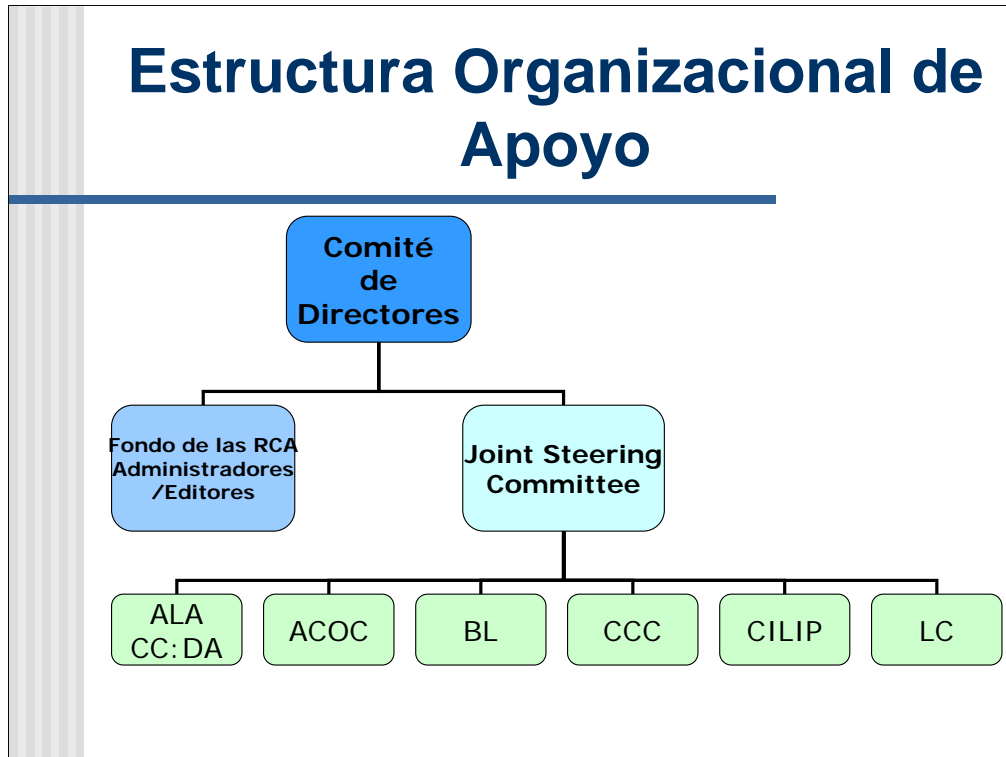 Estructura Organizacional de
Apoyo
Comité
de
Directores
Fondo de las RCA
Administradores
/Editores
Joint Steering
Committee
ALA
CC:DA
ACOC
BL
CCC
CILIP
LC